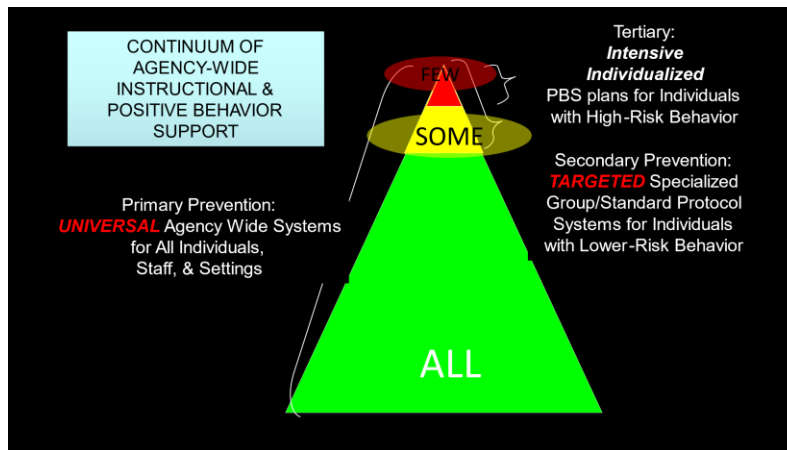 CONTINUUM OF
AGENCY-WIDE
INSTRUCTIONAL &
POSITIVE BEHAVIOR
SUPPORT
FEW
SOME
ALL
Tertiary:
Intensive
Individualized
PBS plans for Individuals
with High-Risk Behavior
Secondary Prevention:
TARGETED Specialized
Group/Standard Protocol
Systems for Individuals
with Lower-Risk Behavior
Primary Prevention:
UNIVERSAL Agency Wide Systems
for All Individuals,
Staff, & Settings